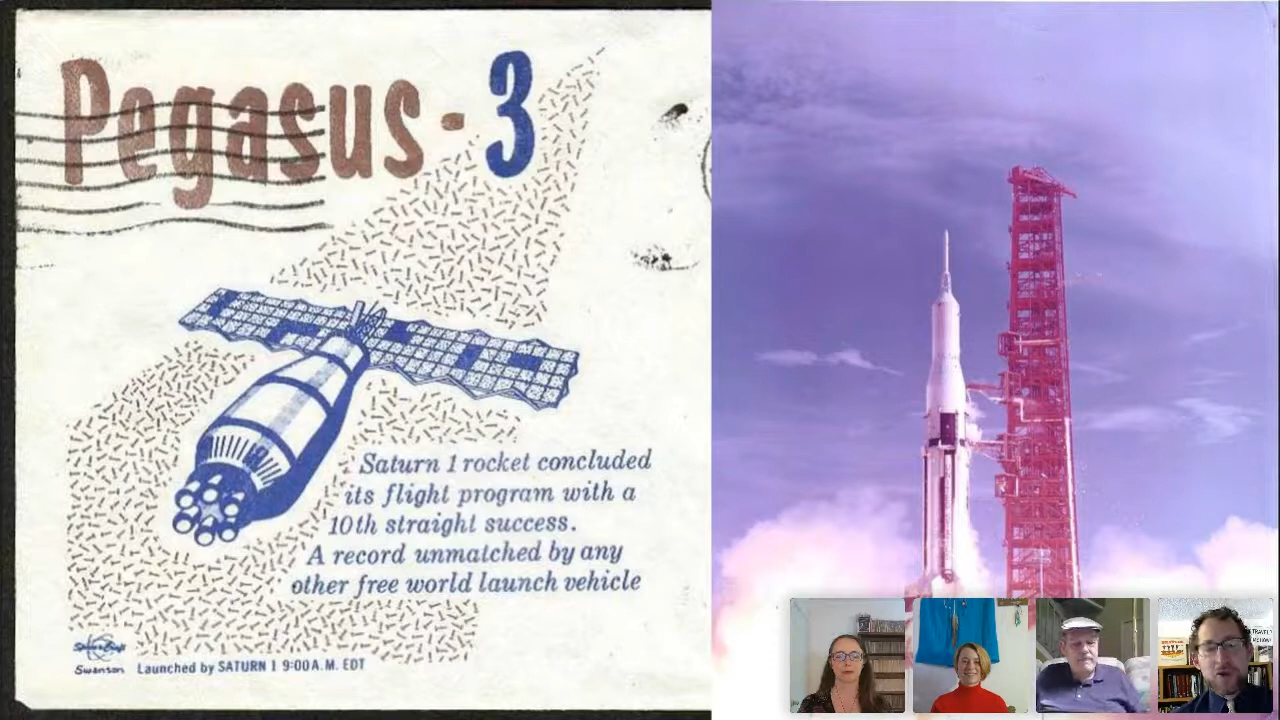 Pegasus - 3
Saturn 1 rocket concluded
its flight program with a
10th straight success.
A record unmatched by any
other free world launch vehicle
Swanson
Launched by SATURN 1 9:00 A.M. EDT
TRAVEL